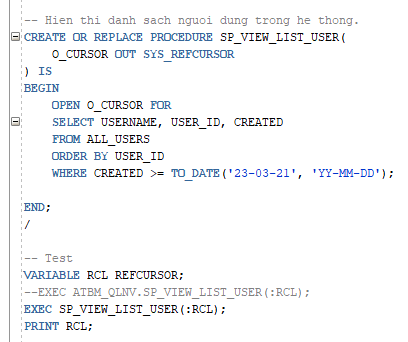 -- Hien thi danh sach nguoi dung trong he thong.
CREATE OR REPLACE PROCEDURE SP_VIEW_LIST_USER(
    O_CURSOR OUT SYS_REFCURSOR
) IS
BEGIN
    OPEN O_CURSOR FOR
    SELECT USERNAME, USER_ID, CREATED
    FROM ALL_USERS
    ORDER BY USER_ID
    WHERE CREATED >= TO_DATE('23-03-21', 'YY-MM-DD');
END;
/
-- Test
VARIABLE RCL REFCURSOR;
--EXEC ATBM_QLNV.SP_VIEW_LIST_USER(:RCL);
EXEC SP_VIEW_LIST_USER(:RCL);
PRINT RCL;